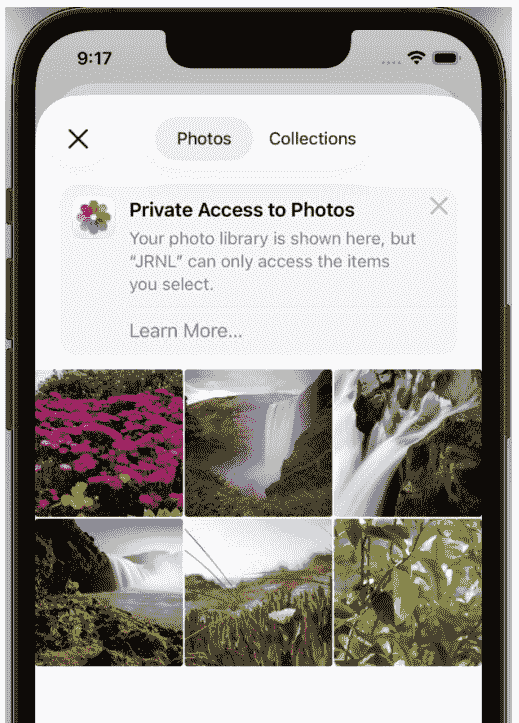 9:17
Photos Collections
Private Access to Photos
Your photo library is shown here, but
“JRNL” can only access the items
you select.
Learn More...